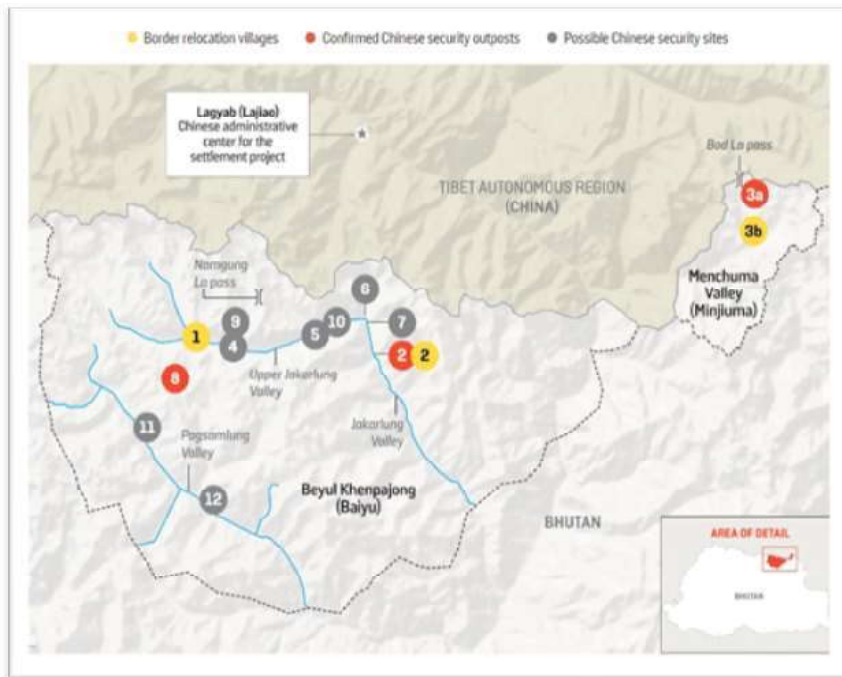 Border relocation villages
Confirmed Chinese security outposts
Possible Chinese security sites
Lagyab (Lajiao)
Chinese administrative
center for the
settlement project
Bod La pass
TIBET AUTONOMOUS REGION
(CHINA)
3a
3b
Menchuma
Valley
(Minjiuma)
Namgung
La pass
6
9
10
7
1
5
4
2
2
8
Upper Jakarlung
Valley
11
Jakarlung
Valley
Pagsamlung
Valley
12
Beyul Khenpajong
(Baiyu)
BHUTAN
AREA OF DETAIL
BHUTAN